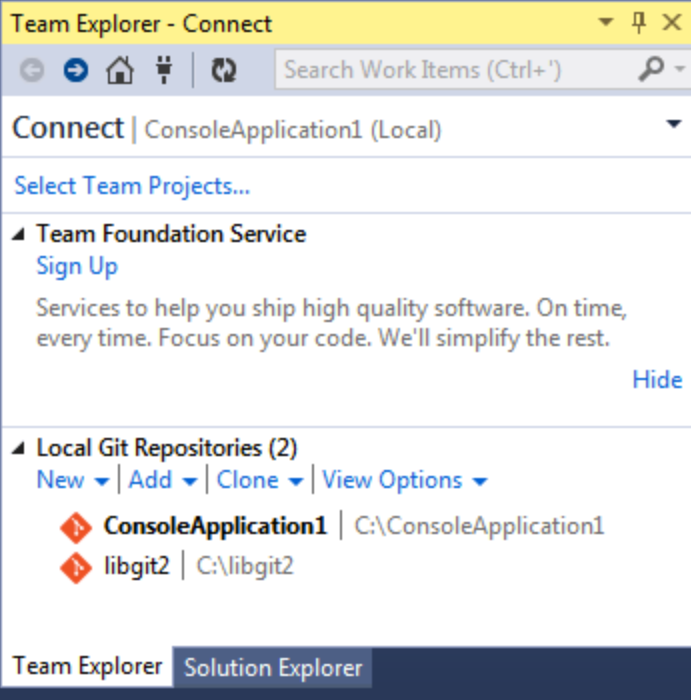 Team Explorer - Connect
Search Work Items (Ctrl+')
Connect | ConsoleApplication1 (Local)
Select Team Projects...
Team Foundation Service
Sign Up
Services to help you ship high quality software. On time,
every time. Focus on your code. We'll simplify the rest.
Hide
Local Git Repositories (2)
New | Add | Clone | View Options
ConsoleApplication1 | C:\ConsoleApplication1
libgit2 | C:\libgit2
Team Explorer Solution Explorer